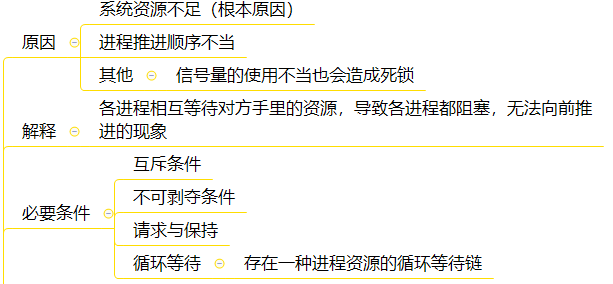 系统资源不足（根本原因）
原因
进程推进顺序不当
其他
信号量的使用不当也会造成死锁
解释
各进程相互等待对方手里的资源，导致各进程都阻塞，无法向前推
进的现象
必要条件
互斥条件
不可剥夺条件
请求与保持
循环等待
存在一种进程资源的循环等待链